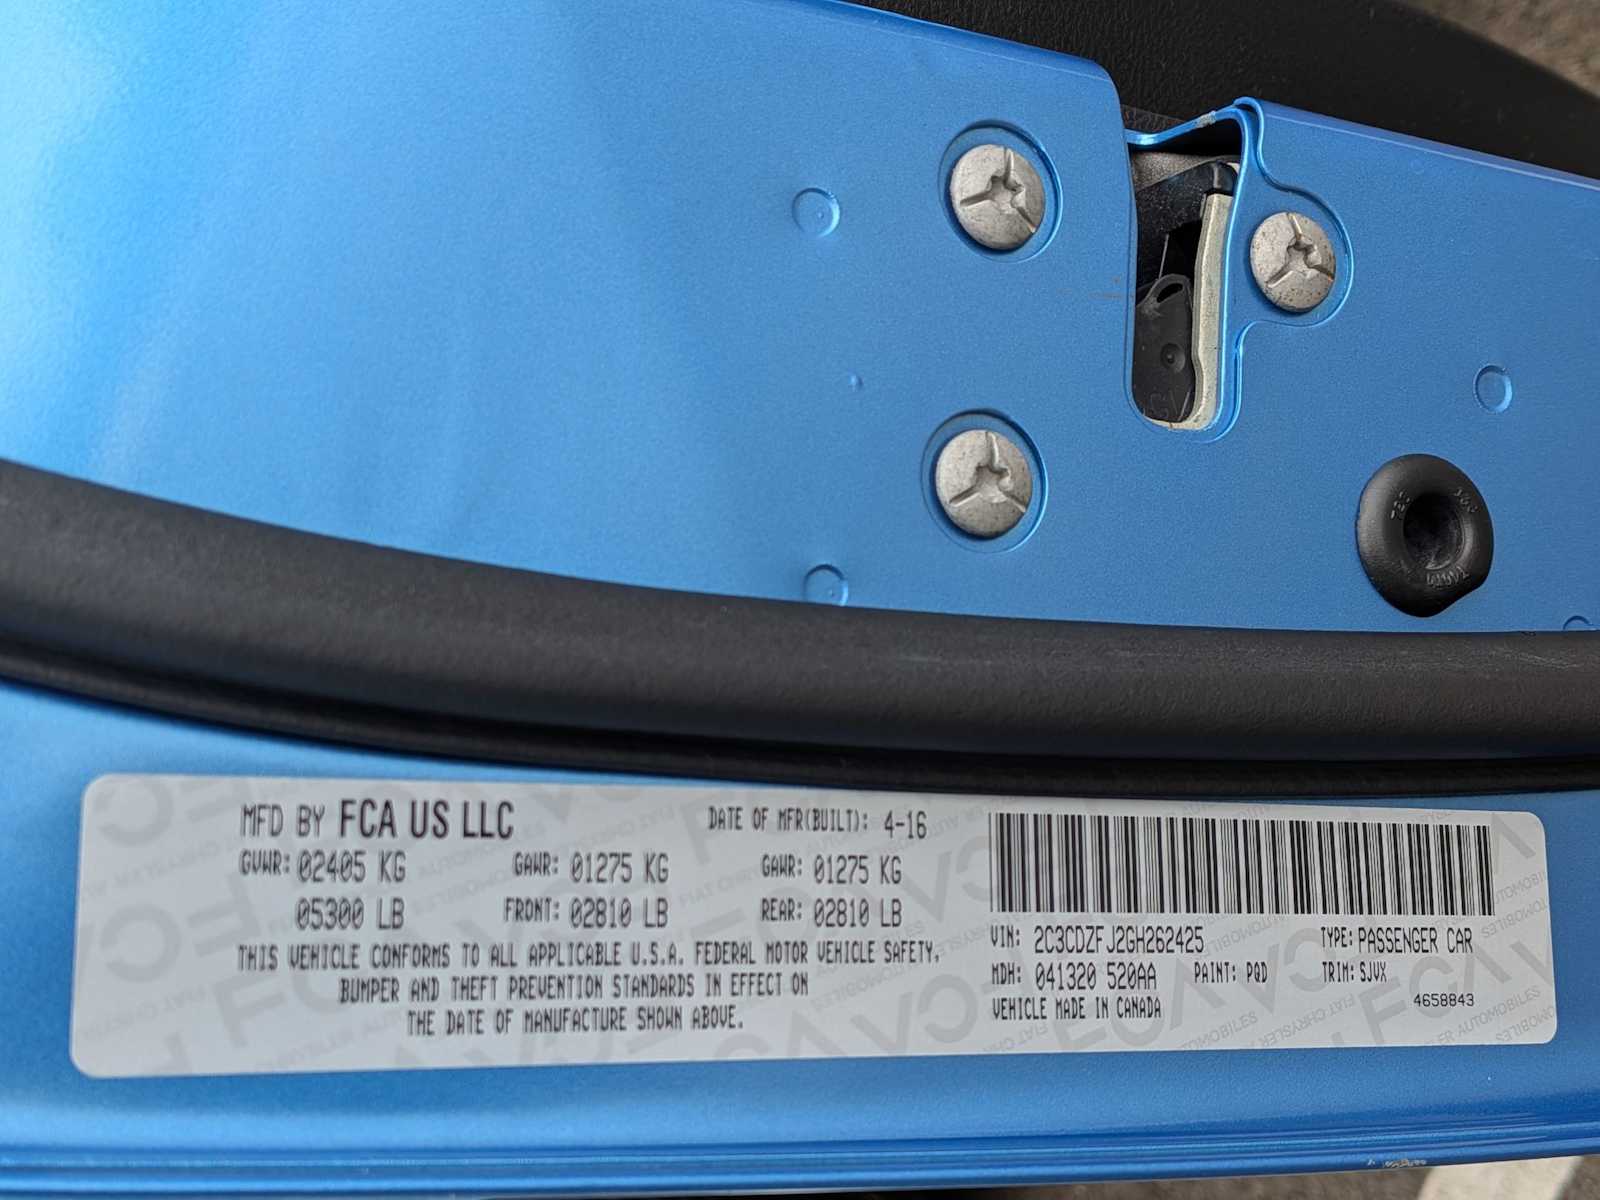 MFD BY FCA US LLC DATE OF MFR(BUILT): 4-16
GVWR: 02405 KG GAWR: 01275 KG GAWR: 01275 KG
05300 LB FRONT: 02810 LB REAR: 02810 LB
THIS VEHICLE CONFORMS TO ALL APPLICABLE U.S.A. FEDERAL MOTOR VEHICLE SAFETY,
BUMPER AND THEFT PREVENTION STANDARDS IN EFFECT ON
THE DATE OF MANUFACTURE SHOWN ABOVE.
VIN: 2C3CDZFJ2GH262425 TYPE: PASSENGER CAR
MDH: 041320 520AA PAINT: PQD TRIM: SJVX
VEHICLE MADE IN CANADA 4658843